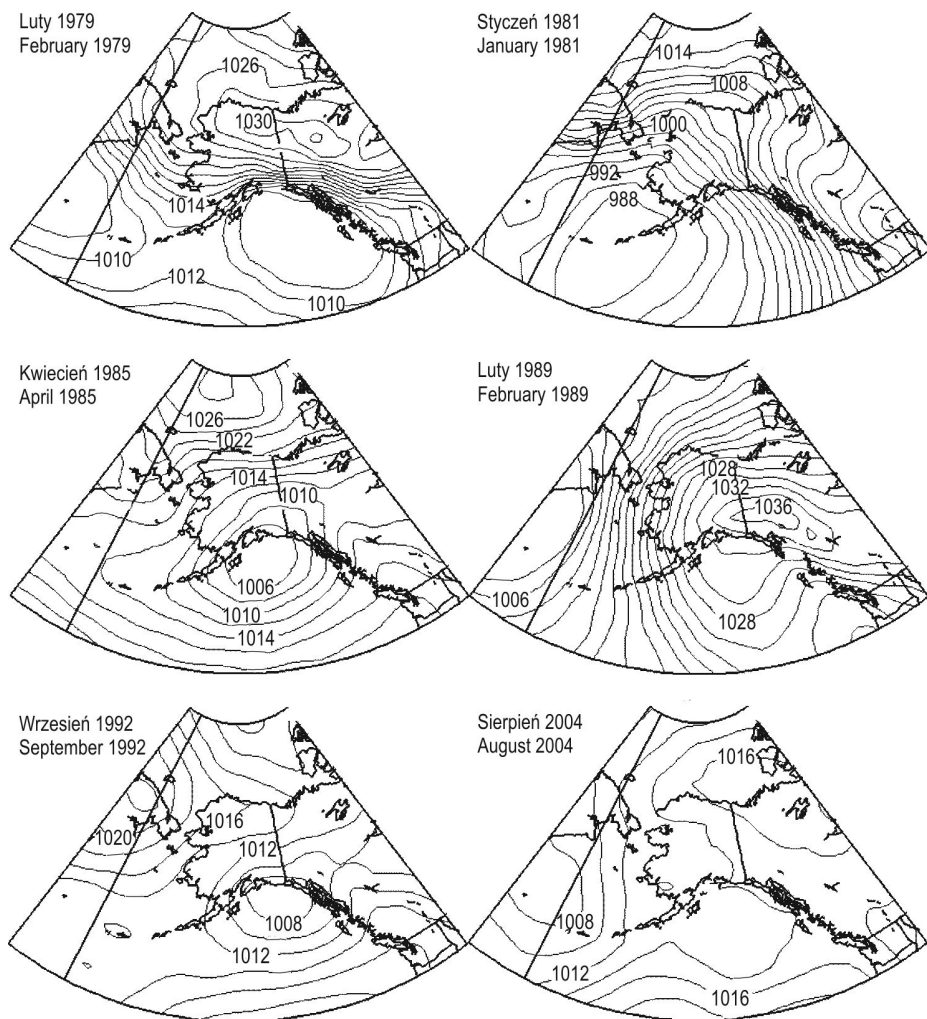 Luty 1979
February 1979
1026
1030
1014
1010
1012
1010
Styczeń 1981
January 1981
1014
1008
1000
992
988
Kwiecień 1985
April 1985
1026
1022
1014
1010
1006
1010
1014
Luty 1989
February 1989
1028
1032
1036
1006
1028
Wrzesień 1992
September 1992
1016
1020
1012
1008
1012
Sierpień 2004
August 2004
1016
1008
1012
1016